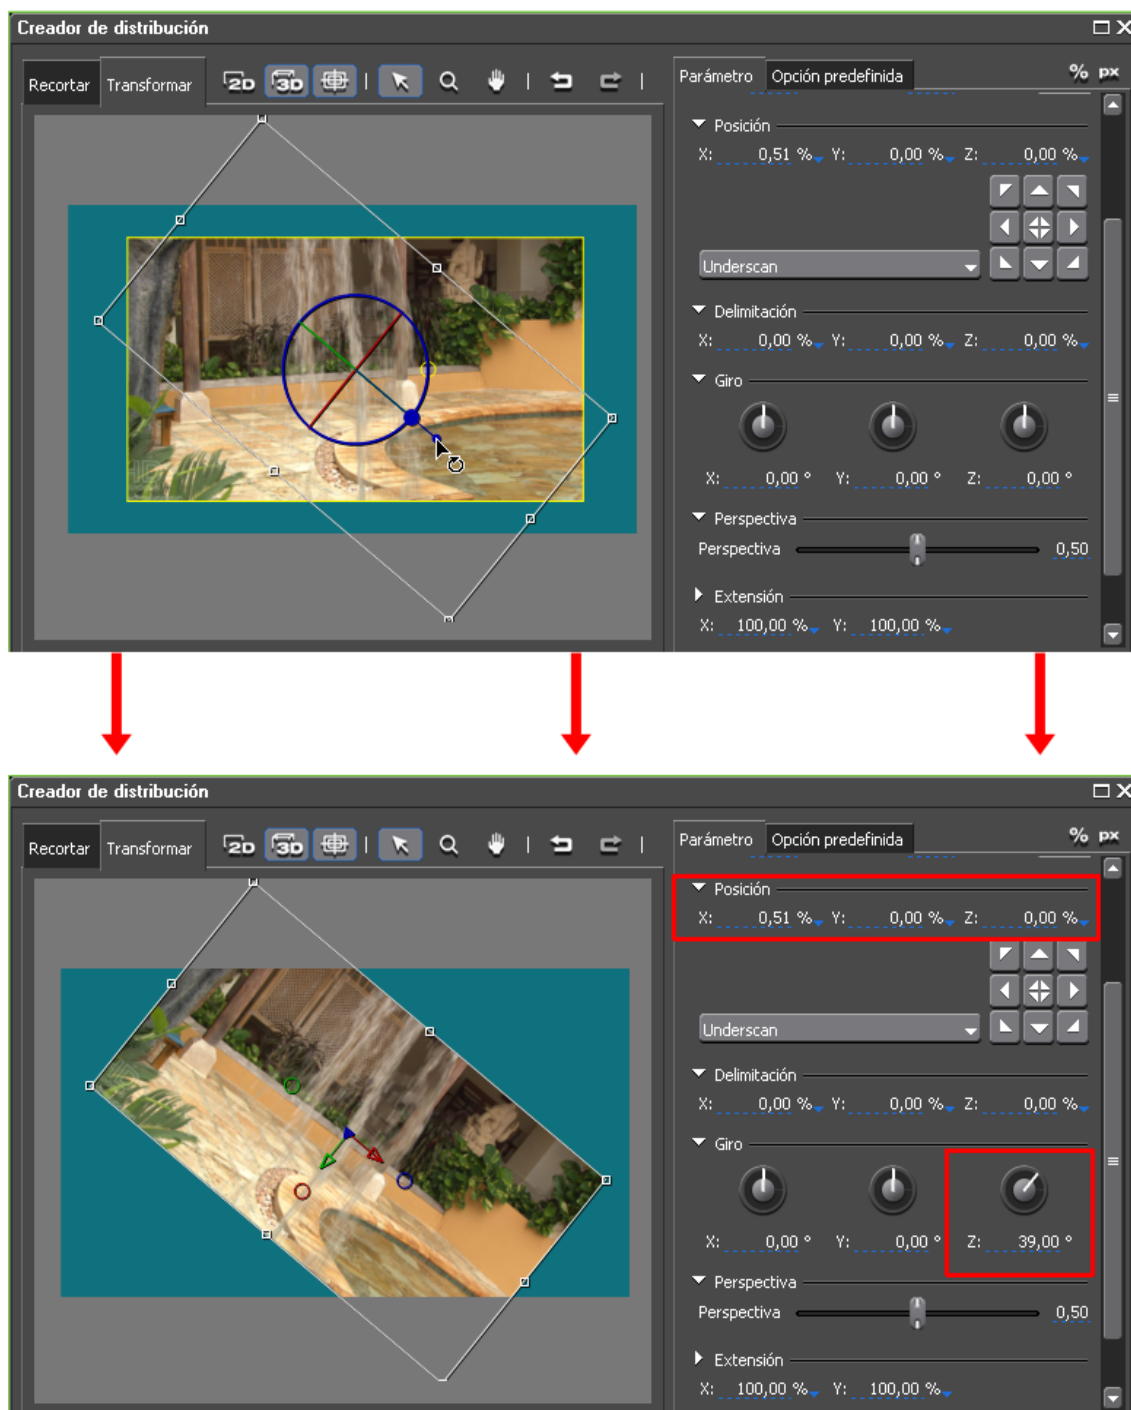 Creador de distribución
Recortar Transformar 2D 3D Parámetro Opción predefinida % px
Posición
X: 0,51 % Y: 0,00 % Z: 0,00 %
Underscan
Delimitación
X: 0,00 % Y: 0,00 % Z: 0,00 %
Giro
X: 0,00 ° Y: 0,00 ° Z: 0,00 °
Perspectiva
Perspectiva 0,50
Extensión
X: 100,00 % Y: 100,00 %
Creador de distribución
Recortar Transformar 2D 3D Parámetro Opción predefinida % px
Posición
X: 0,51 % Y: 0,00 % Z: 0,00 %
Underscan
Delimitación
X: 0,00 % Y: 0,00 % Z: 0,00 %
Giro
X: 0,00 ° Y: 0,00 ° Z: 39,00 °
Perspectiva
Perspectiva 0,50
Extensión
X: 100,00 % Y: 100,00 %